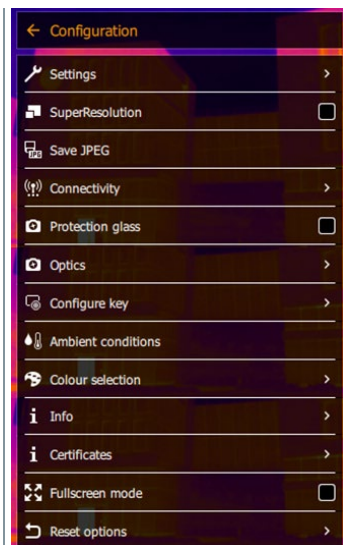 Configuration
Settings
SuperResolution
Save JPEG
Connectivity
Protection glass
Optics
Configure key
Ambient conditions
Colour selection
Info
Certificates
Fullscreen mode
Reset options